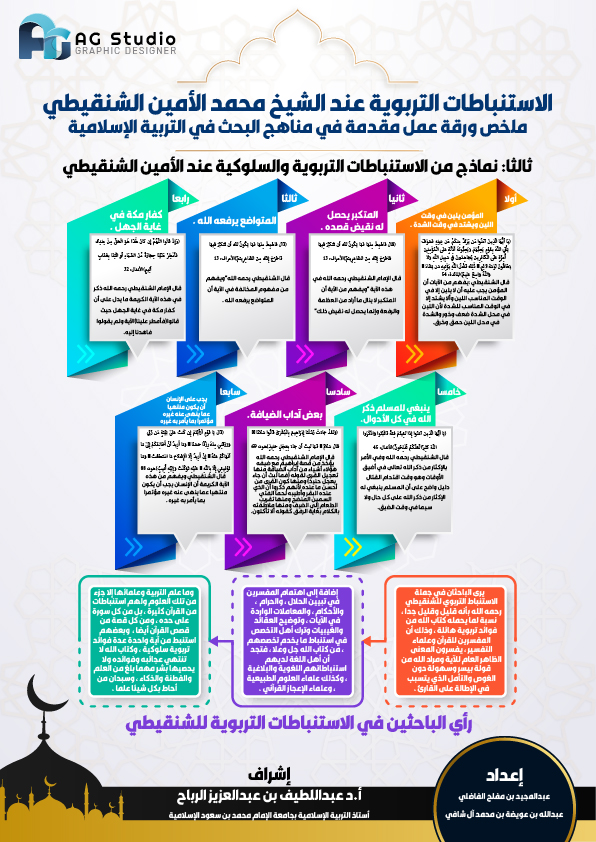 AG Studio
GRAPHIC DESIGNER
الاستنباطات التربوية عند الشيخ محمد الأمين الشنقيطي
ملخص ورقة عمل مقدمة في مناهج البحث في التربية الإسلامية
ثالثا: نماذج من الاستنباطات التربوية والسلوكية عند الأمين الشنقيطي
أولا
المؤمن يلين في وقت
اللين ويشتد في وقت الشدة .
قال الشنقيطي :يفهم من الآيات أن
المؤمن يجب عليه أن لا يلين إلا في
الوقت المناسب للين وألا يشتد إلا
في الوقت المناسب للشدة لأن اللين
في محل الشدة ضعف وخور والشدة
في محل اللين حمق وخرق.
ثانيا
المتكبر يحصل
له نقيض قصده .
قال الإمام الشنقيطي رحمه الله في
هذه الآية "ويفهم من الآية أن
المتكبر لا ينال ما أراد من العظمة
والرفعة وإنما يحصل له نقيض ذلك"
ثالثا
المتواضع يرفعه الله .
قال الشنقيطي رحمه الله"ويفهم
من مفهوم المخالفة في الآية أن
المتواضع يرفعه الله.
رابعا
كفار مكة في
غاية الجهل .
قال الشنقيطي رحمه الله ذكر
في هذه الآية الكريمة ما يدل على أن
كفار مكة في غاية الجهل حيث
قالوا(فأمطر علينا)الآية ولم يقولوا
فاهدنا إليه.
خامسا
ينبغي للمسلم ذكر
الله في كل الأحوال.
قال الشنقيطي رحمه الله وفي الأمر
بالإكثار من ذكر الله تعالى في أضيق
الأوقات وهو وقت التحام القتال
دليل واضح على أن المسلم ينبغي له
الإكثار من ذكر الله على كل حال ولا
سيما في وقت الضيق.
سادسا
بعض آداب الضيافة.
قال الإمام الشنقيطي رحمه الله
يؤخذ من قصة إبراهيم مع ضيفه
هؤلاء أشياء من آداب الضيافة منها
تعجيل القرى لقوله (فما لبث أن جاء
بعجل حنيذ) ومنها كون القرى من
أحسن ما عنده لأنهم ذكروا أن الذي
عنده البقر وأطيبه لحما الفتي
السمين المنضج ومنها تقريب
الطعام إلى الضيف ومنها ملاطفته
بالكلام بغاية الرفق كقوله ألا تأكلون.
سابعا
يجب على الإنسان
أن يكون منتهيا
عما ينهى عنه غيره
مؤتمرا بما يأمر به غيره
قال الشنقيطي ويفهم من هذه
الآية الكريمة أن الإنسان يجب أن يكون
منتهيا عما ينهى عنه غيره مؤتمرا
بما يأمر به غيره .
يرى الباحثان في جملة
الاستنباط التربوي للشنقيطي
رحمه الله بأنه قليل وقليل جداً ،
نسبة لما يحمله كتاب الله من
فوائد تربوية هائلة ، وذلك أن
المفسرين للقرآن وعلماء
التفسير ، يفسرون المعنى
الظاهر العام للآية ومراد الله من
قوله بيسر وسهولة دون
الغوص والتأمل الذي يتسبب
في الإطالة على القارئ .
إضافة إلى اهتمام المفسرين
في تبيين الحلال ، والحرام ،
والأحكام ، والمعاملات الواردة
في الآيات ، وتوضيح العقائد
والغيبيات وترك أهل التخصص
في استنباط ما يخدم تخصصهم
، من كتاب الله جل وعلا ، فتجد
أن أهل اللغة لديهم
استنباطاتهم اللغوية والبلاغية
، وكذلك علماء العلوم الطبيعية
، وعلماء الإعجاز القرآني .
وما علم التربية وعلمائها إلا جزء
من تلك العلوم ولهم استنباطات
من القرآن كثيرة ، بل من كل سورة
على حده ، ومن كل قصة من
قصص القرآن أيضا ، وبعضهم
استنبط من آية واحدة عدة فوائد
تربوية سلوكية . وكتاب الله لا
تنتهي عجائبه وفوائده ولا
يحصيها بشر مهما بلغ من العلم
والفطنة والذكاء ، وسبحان من
أحاط بكل شيئا علما .
رأي الباحثين في الاستنباطات التربوية للشنقيطي
إعداد
عبدالمجيد بن مفلح الفاضلي
عبدالله بن عويضة بن محمد آل شافي
إشراف
أ.د عبداللطيف بن عبدالعزيز الرباح
أستاذ التربية الإسلامية بجامعة الإمام محمد بن سعود الإسلامية